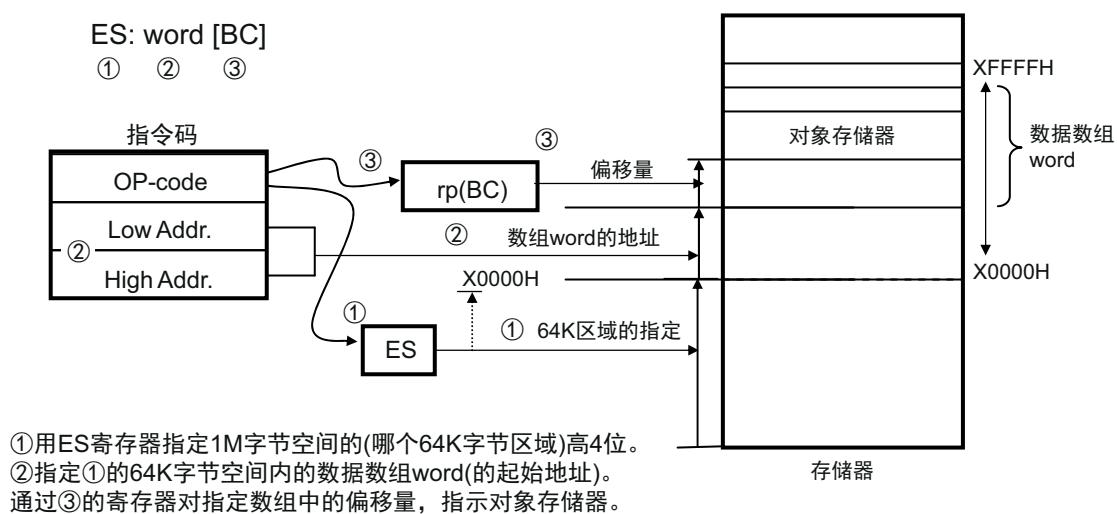 ES: word [BC]
① ② ③
指令码
OP-code
Low Addr.
②
High Addr.
③
rp(BC)
③
偏移量
②
数组word的地址
X0000H
①
ES
① 64K区域的指定
XFFFFH
对象存储器
数据数组
word
X0000H
存储器
①用ES寄存器指定1M字节空间的(哪个64K字节区域)高4位。
②指定①的64K字节空间内的数据数组word(的起始地址)。
通过③的寄存器对指定数组中的偏移量，指示对象存储器。